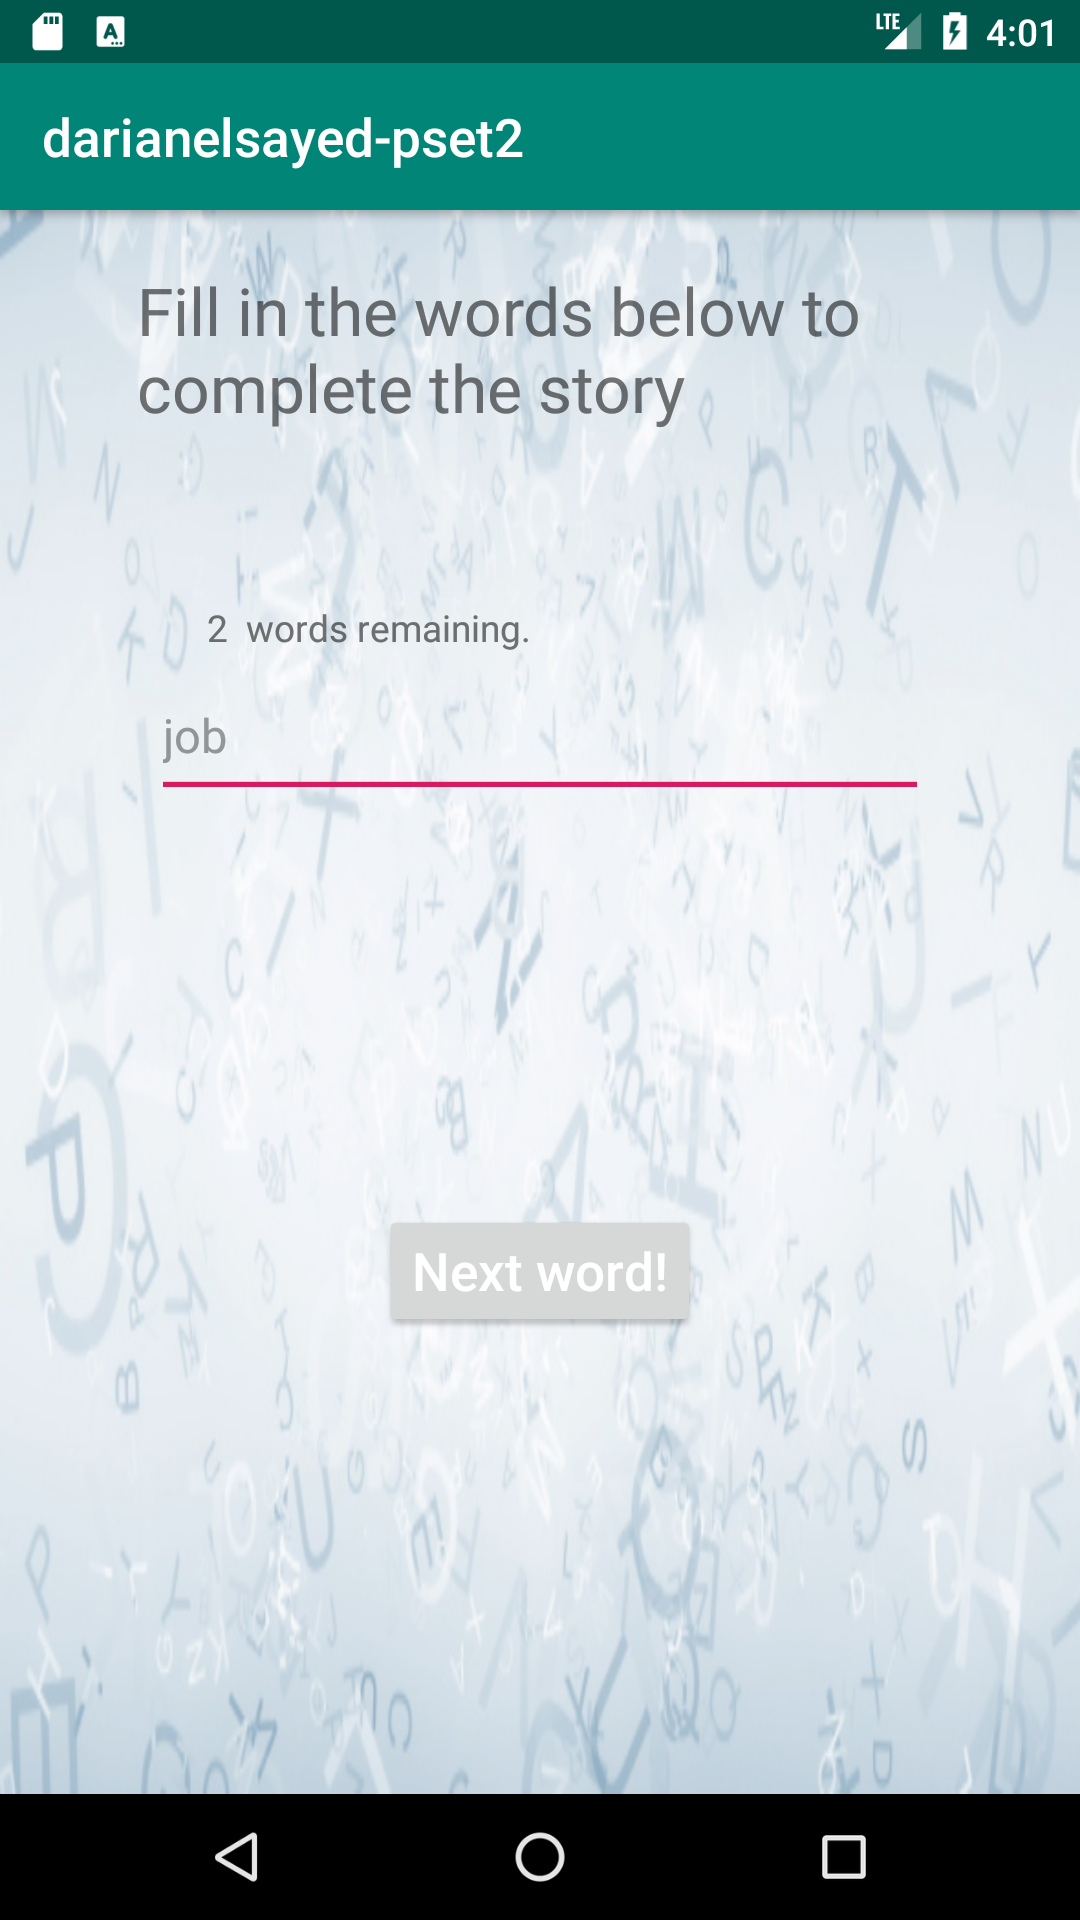 LTE 4:01
darianelsayed-pset2
Fill in the words below to
complete the story
2 words remaining.
job
Next word!